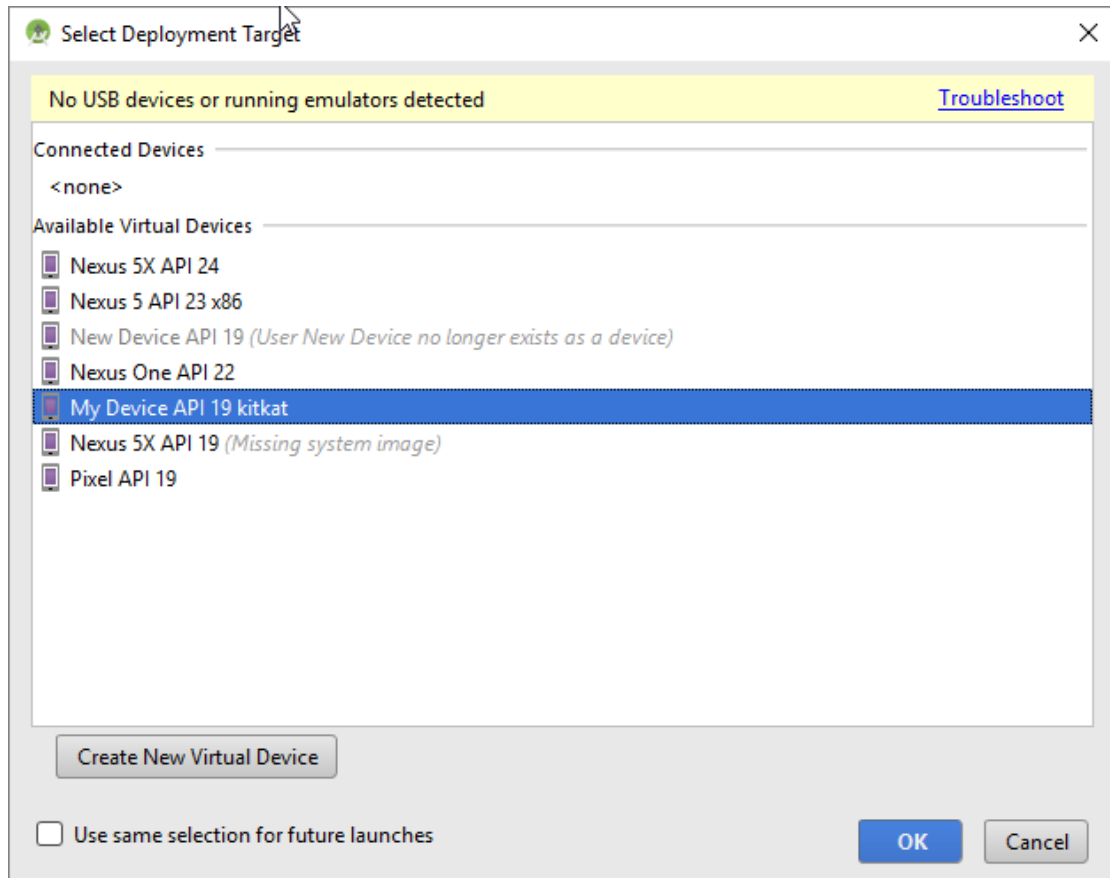 Select Deployment Target
No USB devices or running emulators detected Troubleshoot
Connected Devices
<none>
Available Virtual Devices
Nexus 5X API 24
Nexus 5 API 23 x86
New Device API 19 (User New Device no longer exists as a device)
Nexus One API 22
My Device API 19 kitkat
Nexus 5X API 19 (Missing system image)
Pixel API 19
Create New Virtual Device
Use same selection for future launches
OK Cancel